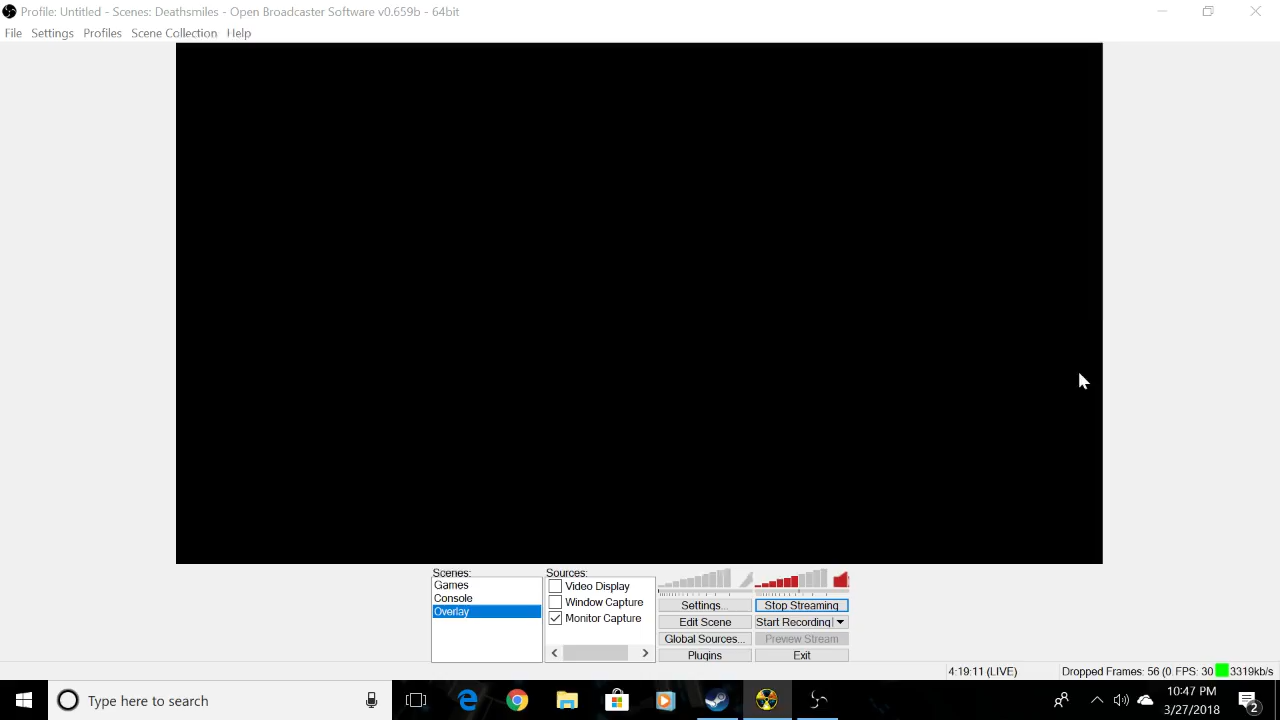 Profile: Untitled - Scenes: Deathsmiles - Open Broadcaster Software v0.659b - 64bit
File Settings Profiles Scene Collection Help
Scenes:
Games
Console
Overlay
Sources:
Video Display
Window Capture
Monitor Capture
Settings...
Stop Streaming
Edit Scene
Start Recording
Global Sources...
Preview Stream
Plugins
Exit
4:19:11 (LIVE)
Dropped Frames: 56 (0 FPS: 30 3319kb/s
Type here to search
10:47 PM
3/27/2018
2